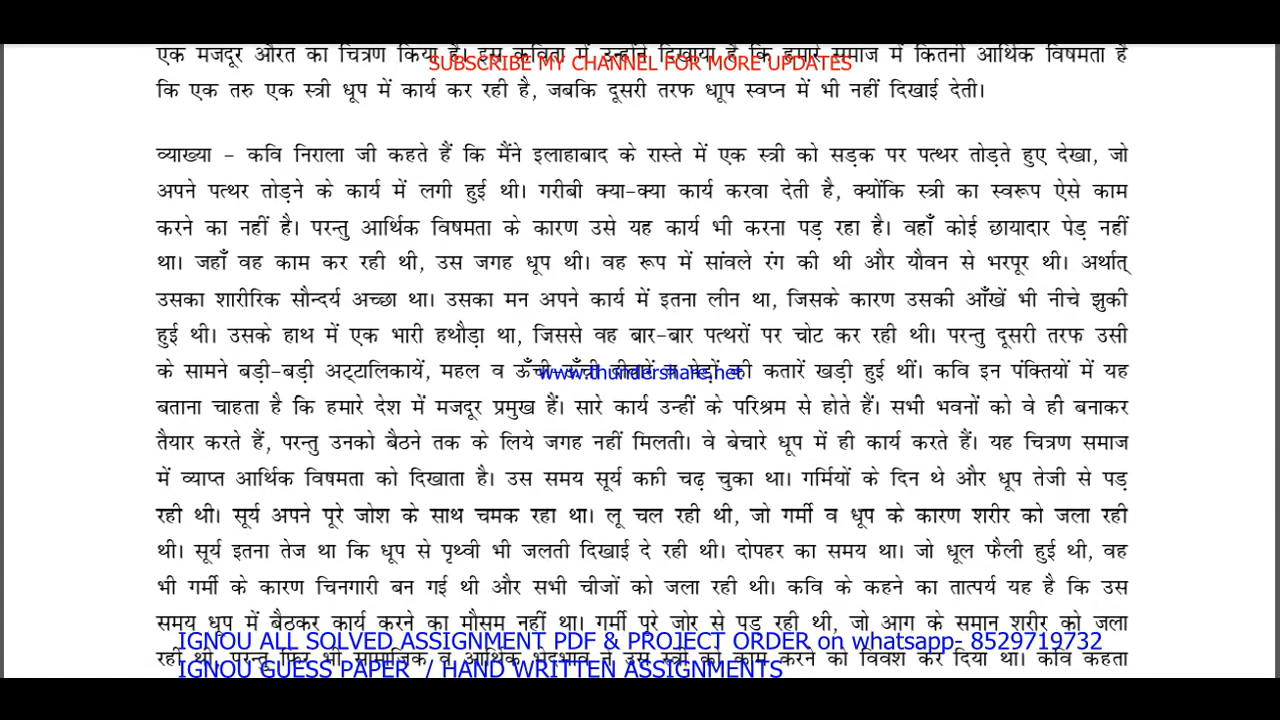 एक मजदूर औरत का चित्रण किया है। इस कविता में उन्होंने दिखाया है कि हमारे समाज में कितनी आर्थिक विषमता है
SUBSCRIBE MY CHANNEL FOR MORE UPDATES
कि एक तरु एक स्त्री धूप में कार्य कर रही है, जबकि दूसरी तरफ धाूप स्वप्न में भी नहीं दिखाई देती।
व्याख्या – कवि निराला जी कहते हैं कि मैंने इलाहाबाद के रास्ते में एक स्त्री को सड़क पर पत्थर तोड़ते हुए देखा, जो
अपने पत्थर तोड़ने के कार्य में लगी हुई थी। गरीबी क्या-क्या कार्य करवा देती है, क्योंकि स्त्री का स्वरूप ऐसे काम
करने का नहीं है। परन्तु आर्थिक विषमता के कारण उसे यह कार्य भी करना पड़ रहा है। वहाँ कोई छायादार पेड़ नहीं
था। जहाँ वह काम कर रही थी, उस जगह धूप थी। वह रूप में सांवले रंग की थी और यौवन से भरपूर थी। अर्थात्
उसका शारीरिक सौन्दर्य अच्छा था। उसका मन अपने कार्य में इतना लीन था, जिसके कारण उसकी आँखें भी नीचे झुकी
हुई थी। उसके हाथ में एक भारी हथौड़ा था, जिससे वह बार-बार पत्थरों पर चोट कर रही थी। परन्तु दूसरी तरफ उसी
के सामने बड़ी-बड़ी अट्टालिकायें, महल व ऊँची-ऊँची दीवारें व पेड़ों की कतारें खड़ी हुई थीं। कवि इन पंक्तियों में यह
www.thundershare.net
बताना चाहता है कि हमारे देश में मजदूर प्रमुख हैं। सारे कार्य उन्हीं के परिश्रम से होते हैं। सभी भवनों को वे ही बनाकर
तैयार करते हैं, परन्तु उनको बैठने तक के लिये जगह नहीं मिलती। वे बेचारे धूप में ही कार्य करते हैं। यह चित्रण समाज
में व्याप्त आर्थिक विषमता को दिखाता है। उस समय सूर्य कफी चढ़ चुका था। गर्मियों के दिन थे और धूप तेजी से पड़
रही थी। सूर्य अपने पूरे जोश के साथ चमक रहा था। लू चल रही थी, जो गर्मी व धूप के कारण शरीर को जला रही
थी। सूर्य इतना तेज था कि धूप से पृथ्वी भी जलती दिखाई दे रही थी। दोपहर का समय था। जो धूल फैली हुई थी, वह
भी गर्मी के कारण चिनगारी बन गई थी और सभी चीजों को जला रही थी। कवि के कहने का तात्पर्य यह है कि उस
समय धूप में बैठकर कार्य करने का मौसम नहीं था। गर्मी पूरे जोर से पड़ रही थी, जो आग के समान शरीर को जला
IGNOU ALL SOLVED ASSIGNMENT PDF & PROJECT ORDER on whatsapp- 8529719732
रही थी, परन्तु फिर भी सामाजिक व आर्थिक भेदभाव ने उस स्त्री को काम करने को विवश कर दिया था। कवि कहता
IGNOU GUESS PAPER / HAND WRITTEN ASSIGNMENTS